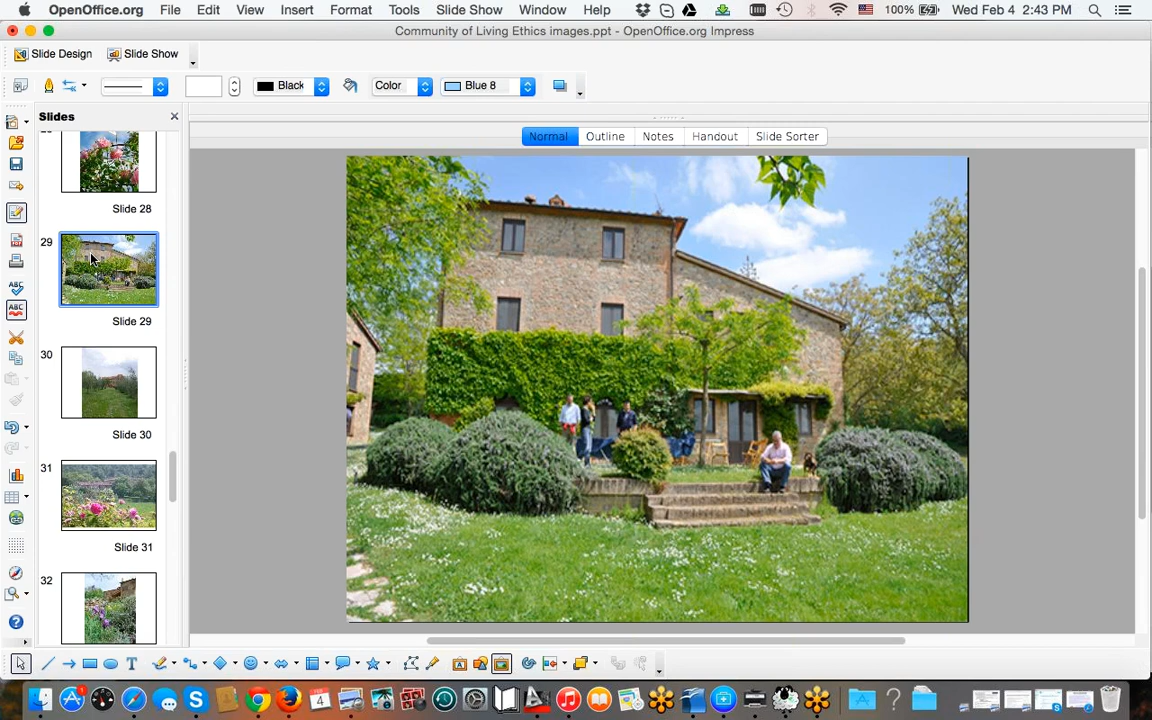 OpenOffice.org File Edit View Insert Format Tools Slide Show Window Help 100% Wed Feb 4 2:43 PM
Community of Living Ethics images.ppt - OpenOffice.org Impress
Slide Design Slide Show
Black Color Blue 8
Slides
Normal Outline Notes Handout Slide Sorter
Slide 28
29
Slide 29
30
Slide 30
31
Slide 31
32